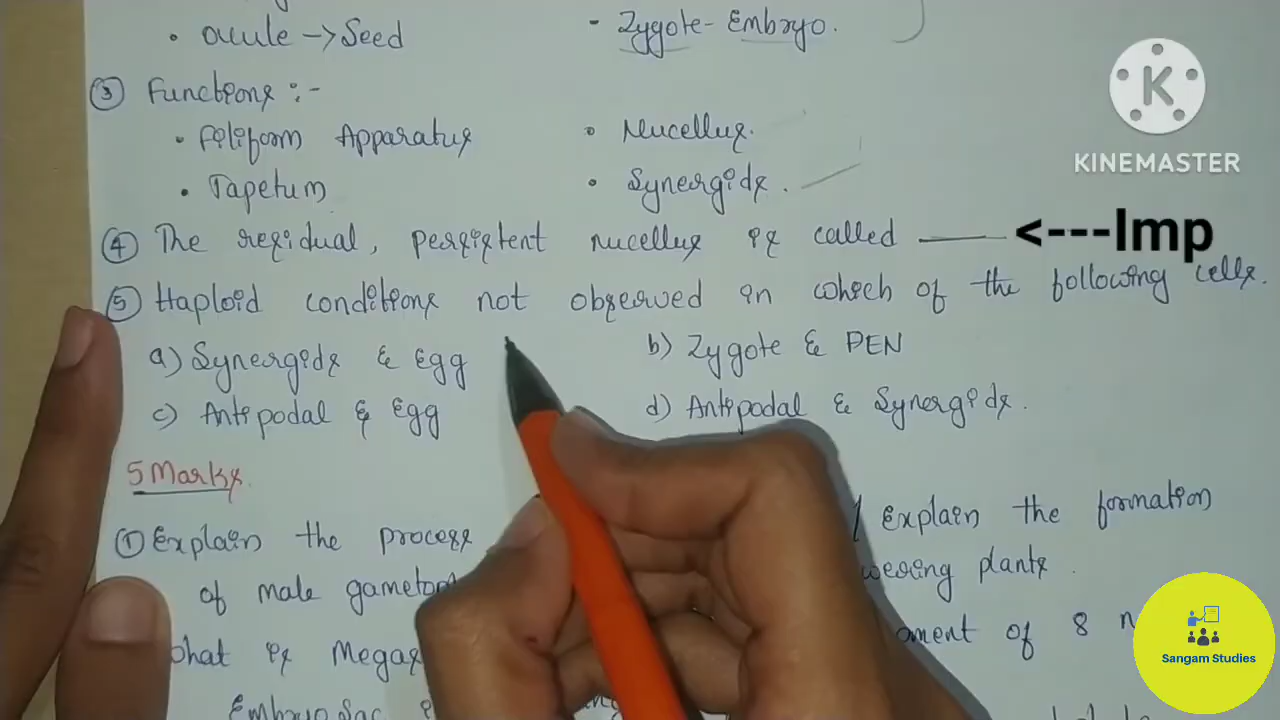 • Ovule → Seed
- Zygote - Embryo.
③ Functions :-
• Filiform Apparatus
• Nucellus.
• Tapetum
• Synergids.
④ The residual, persistent nucellus is called ——
<---Imp
⑤ Haploid conditions not observed in which of the following cells.
a) Synergids & Egg
b) Zygote & PEN
c) Antipodal & Egg
d) Antipodal & Synergids.
5 Marks
① Explain the process
Explain the formation
of male
plants.
of 8
what is
Embryo Sac
K
KINEMASTER
Sangam Studies